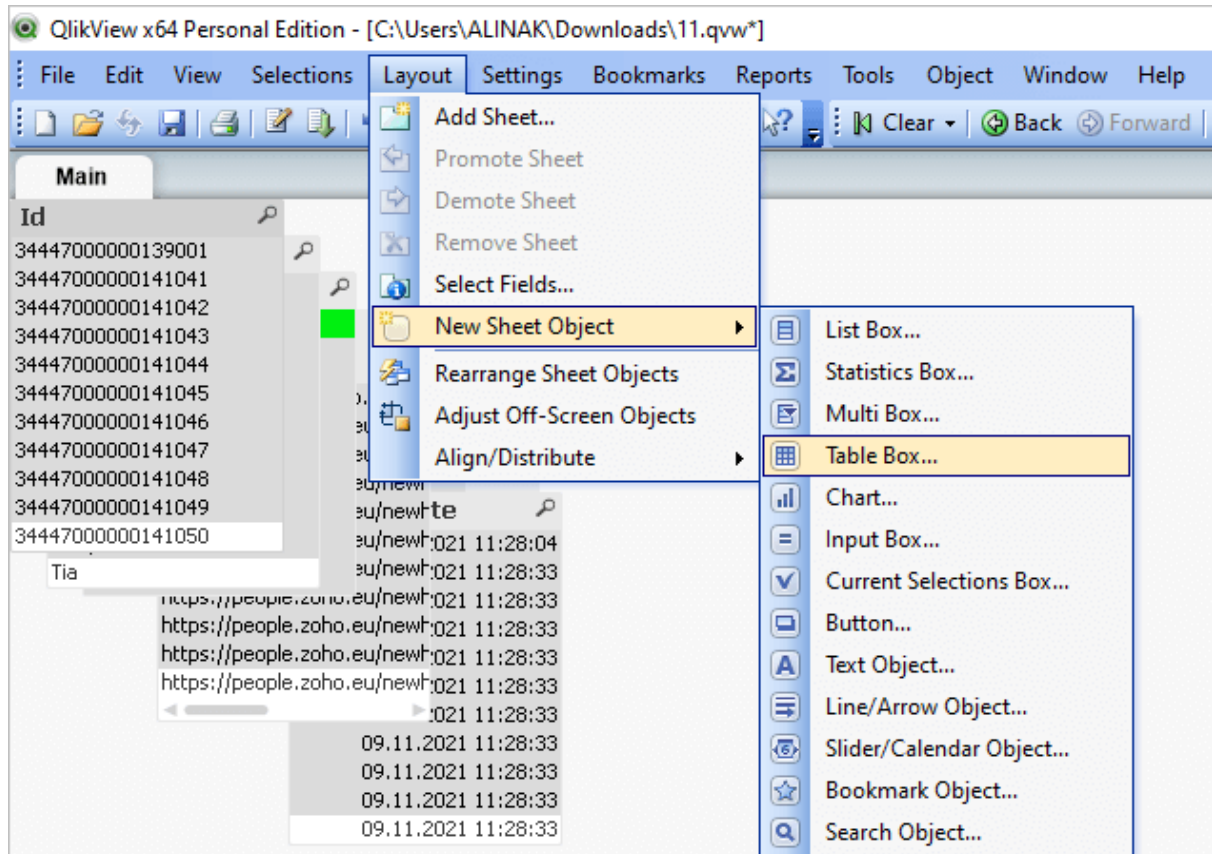 QlikView x64 Personal Edition - [C:\Users\ALINAK\Downloads\11.qvw*]
File Edit View Selections Layout Settings Bookmarks Reports Tools Object Window Help
Clear Back Forward
Main
Id
34447000000139001
34447000000141041
34447000000141042
34447000000141043
34447000000141044
34447000000141045
34447000000141046
34447000000141047
34447000000141048
34447000000141049
34447000000141050
Tia
https://people.zoho.eu/newh
https://people.zoho.eu/newh
https://people.zoho.eu/newh
https://people.zoho.eu/newh
te
021 11:28:04
021 11:28:33
021 11:28:33
021 11:28:33
021 11:28:33
021 11:28:33
021 11:28:33
09.11.2021 11:28:33
09.11.2021 11:28:33
09.11.2021 11:28:33
09.11.2021 11:28:33
Add Sheet...
Promote Sheet
Demote Sheet
Remove Sheet
Select Fields...
New Sheet Object
Rearrange Sheet Objects
Adjust Off-Screen Objects
Align/Distribute
List Box...
Statistics Box...
Multi Box...
Table Box...
Chart...
Input Box...
Current Selections Box...
Button...
Text Object...
Line/Arrow Object...
Slider/Calendar Object...
Bookmark Object...
Search Object...